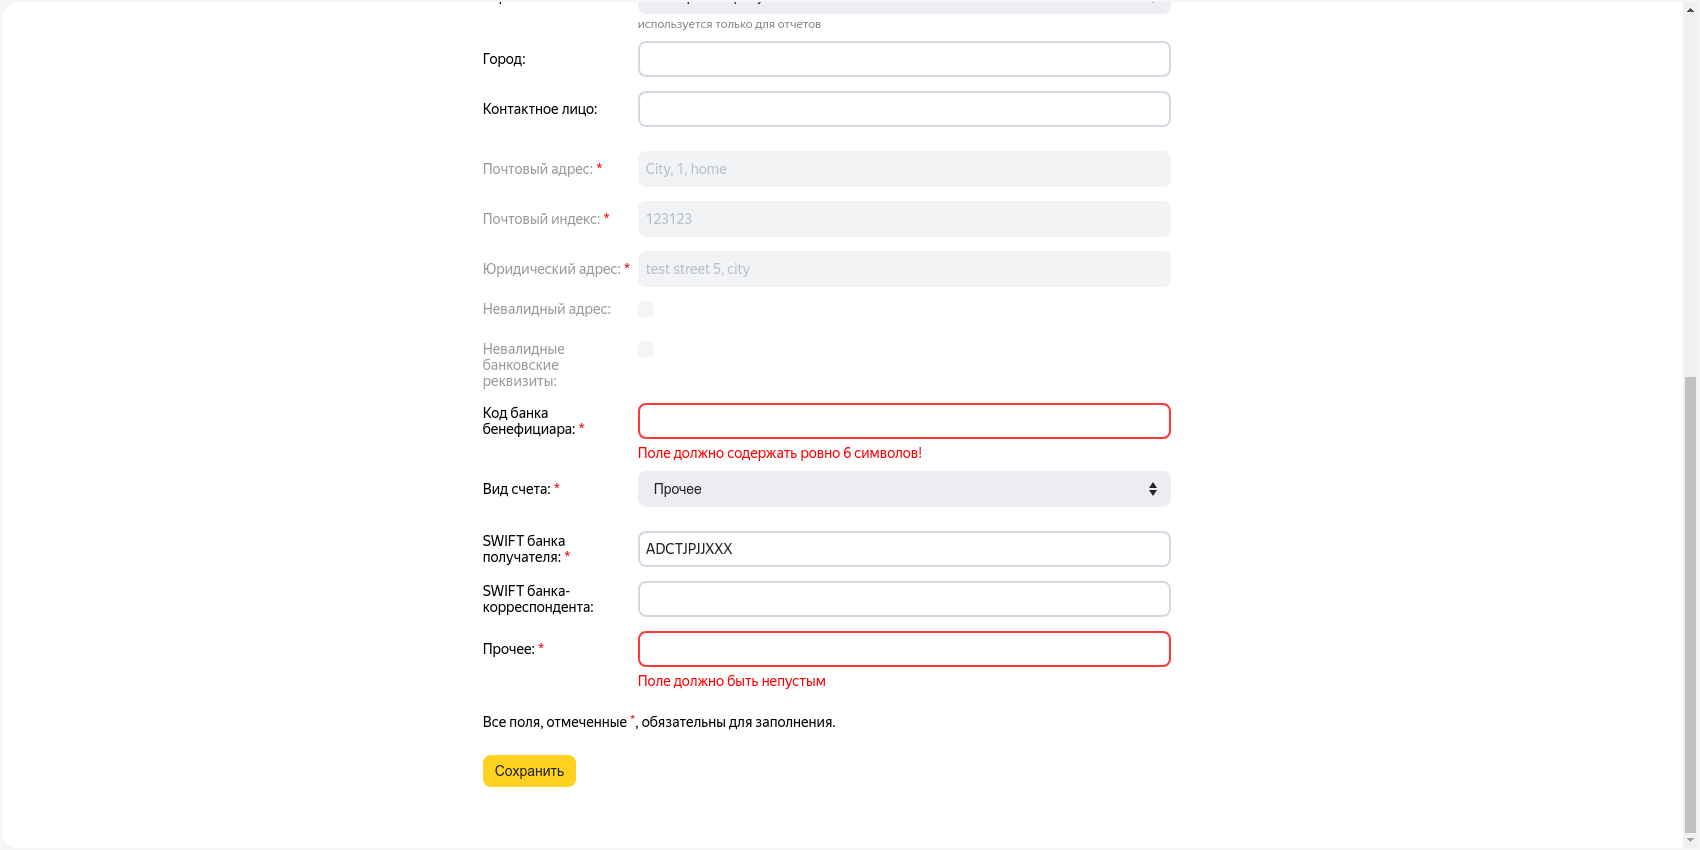 используется только для отчетов
Город:
Контактное лицо:
Почтовый адрес: * City, 1, home
Почтовый индекс: * 123123
Юридический адрес: * test street 5, city
Невалидный адрес:
Невалидные
банковские
реквизиты:
Код банка
бенефициара: *
Поле должно содержать ровно 6 символов!
Вид счета: * Прочее
SWIFT банка
получателя: * ADCTJPJJXXX
SWIFT банка-
корреспондента:
Прочее: *
Поле должно быть непустым
Все поля, отмеченные *, обязательны для заполнения.
Сохранить